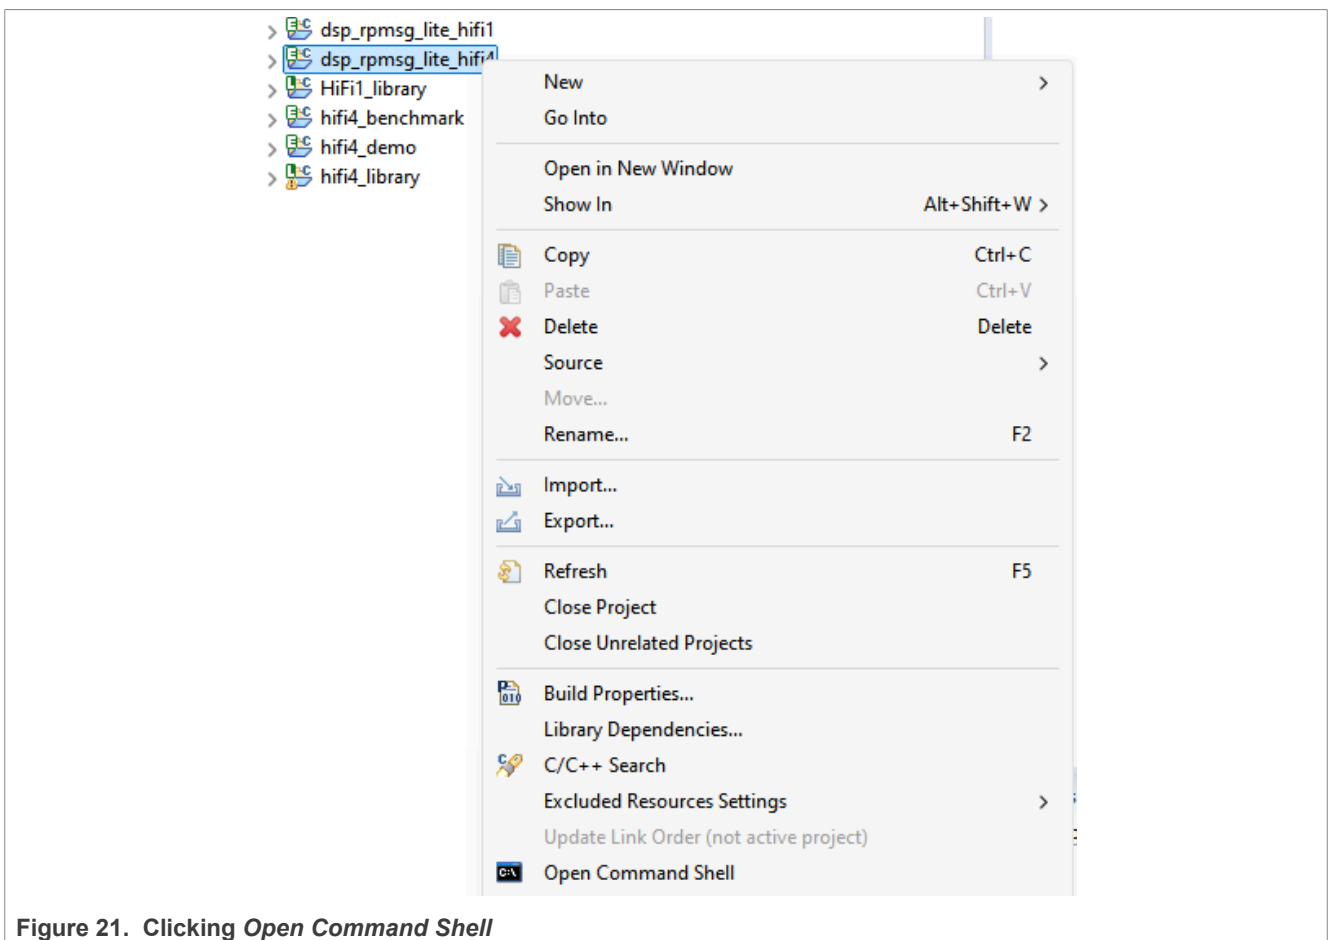 dsp_rpmsg_lite_hifi1
dsp_rpmsg_lite_hifi4
HiFi1_library
hifi4_benchmark
hifi4_demo
hifi4_library
New
Go Into
Open in New Window
Show In Alt+Shift+W
Copy Ctrl+C
Paste Ctrl+V
Delete Delete
Source
Move...
Rename... F2
Import...
Export...
Refresh F5
Close Project
Close Unrelated Projects
Build Properties...
Library Dependencies...
C/C++ Search
Excluded Resources Settings
Update Link Order (not active project)
Open Command Shell
Figure 21. Clicking Open Command Shell